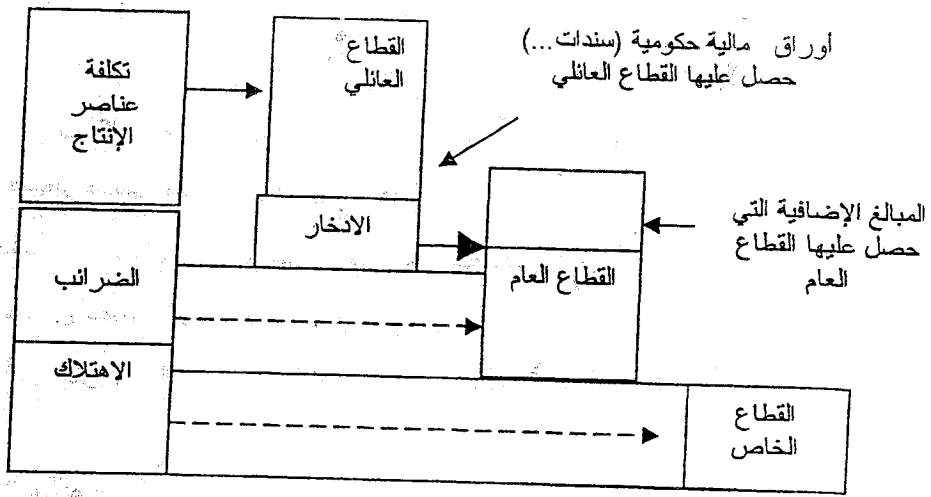 أوراق مالية حكومية (سندات...)
حصل عليها القطاع العائلي
القطاع
العائلي
تكلفة
عناصر
الإنتاج
الادخار
المبالغ الإضافية التي
حصل عليها القطاع
العام
القطاع العام
الضرائب
الاهتلاك
القطاع
الخاص